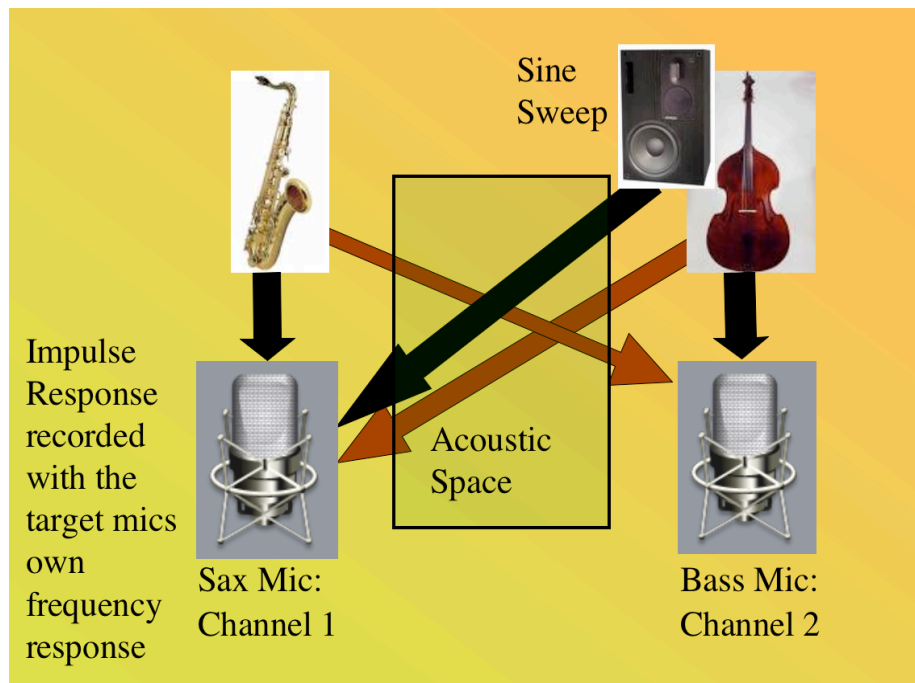 Sine
Sweep
Impulse
Response
recorded
with the
target mics
own
frequency
response
Acoustic
Space
Sax Mic:
Channel 1
Bass Mic:
Channel 2